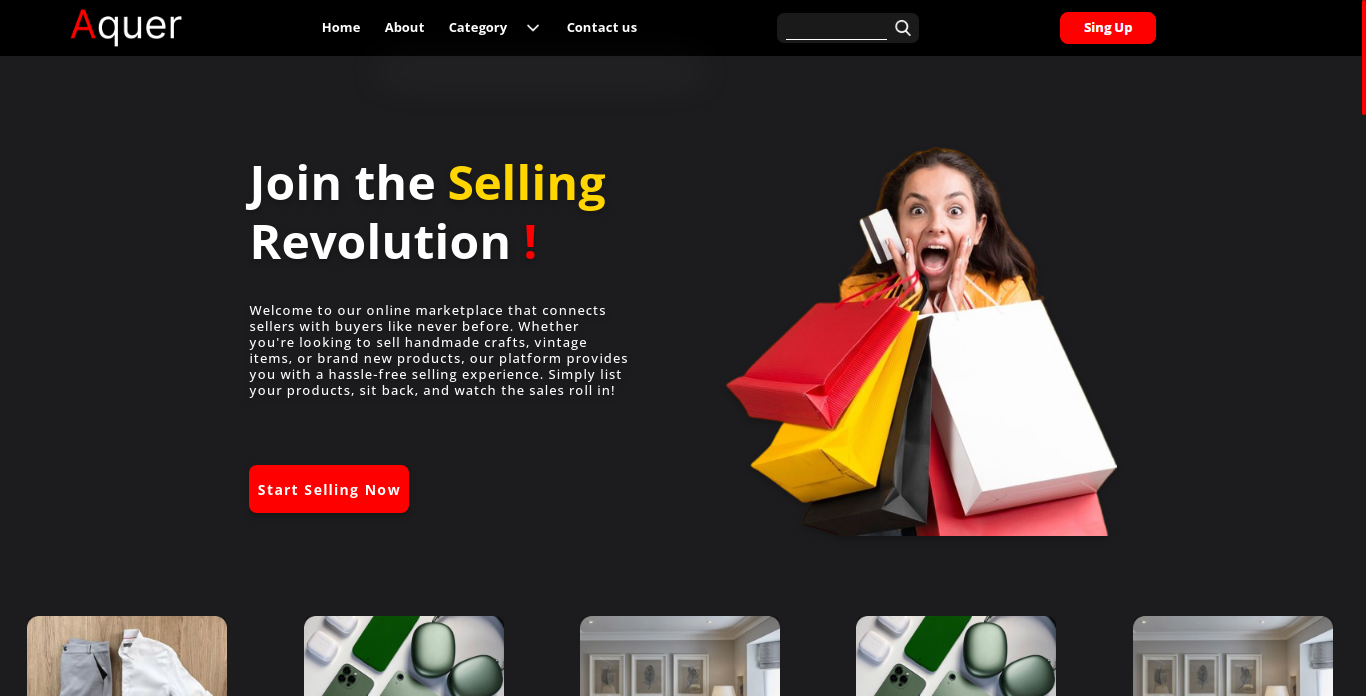 Aquer
Home About Category Contact us
Sing Up
Join the Selling
Revolution !
Welcome to our online marketplace that connects
sellers with buyers like never before. Whether
you're looking to sell handmade crafts, vintage
items, or brand new products, our platform provides
you with a hassle-free selling experience. Simply list
your products, sit back, and watch the sales roll in!
Start Selling Now